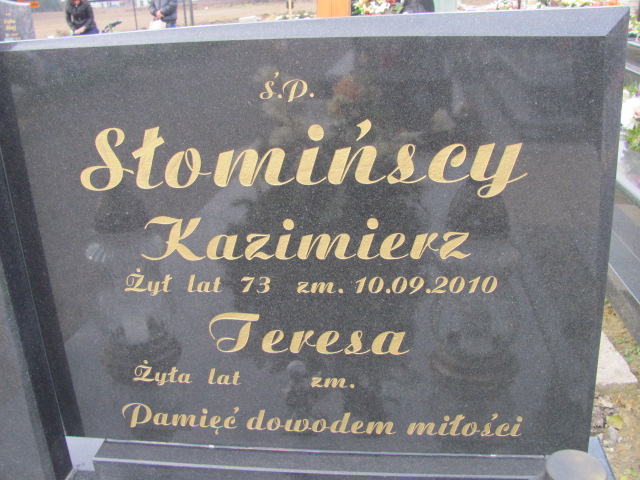 ś.p.
Słomińscy
Kazimierz
Żył lat 73 zm. 10.09.2010
Teresa
Żyła lat zm.
Pamięć dowodem miłości